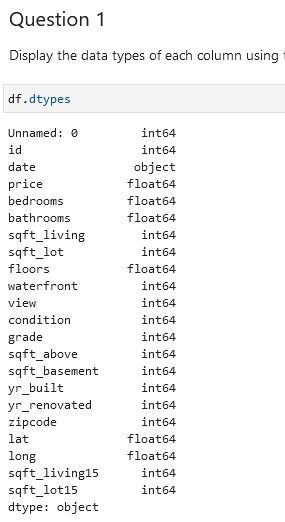 Question 1
Display the data types of each column using
df.dtypes
Unnamed: 0 int64
id int64
date object
price float64
bedrooms float64
bathrooms float64
sqft_living int64
sqft_lot int64
floors float64
waterfront int64
view int64
condition int64
grade int64
sqft_above int64
sqft_basement int64
yr_built int64
yr_renovated int64
zipcode int64
lat float64
long float64
sqft_living15 int64
sqft_lot15 int64
dtype: object